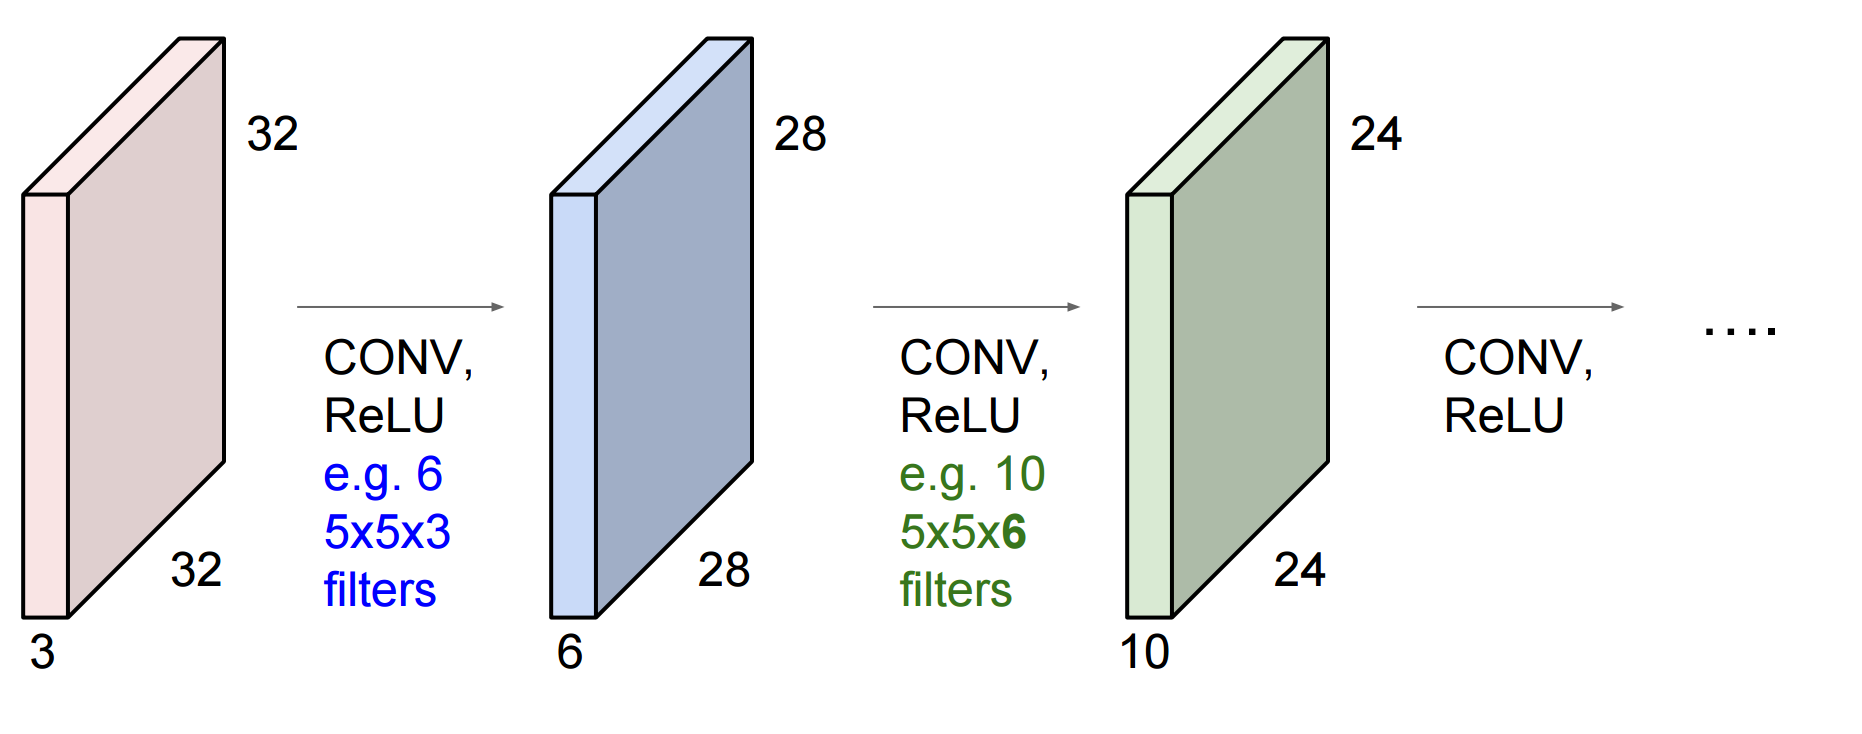 32
32
3
CONV,
ReLU
e.g. 6
5x5x3
filters
28
28
6
CONV,
ReLU
e.g. 10
5x5x6
filters
24
24
10
CONV,
ReLU
....